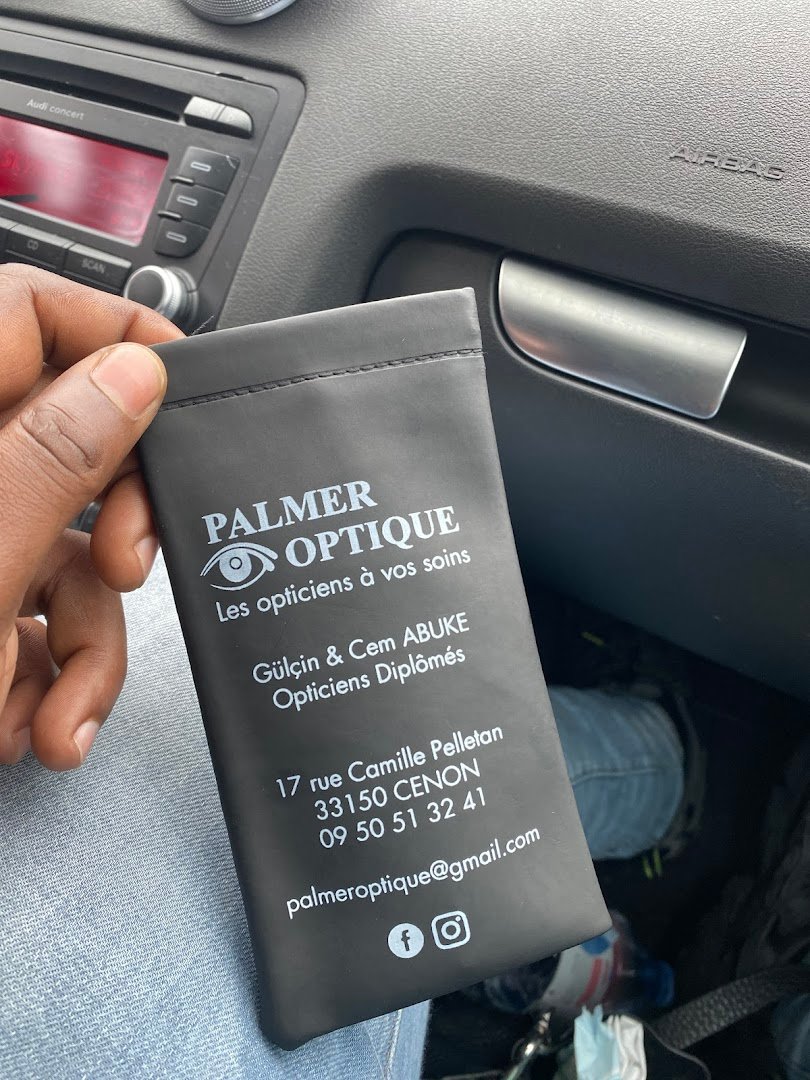 Audi concert
AIRBAG
CD
SCAN
PALMER
OPTIQUE
Les opticiens à vos soins
Gülçin & Cem ABUKE
Opticiens Diplômés
17 rue Camille Pelletan
33150 CENON
09 50 51 32 41
palmeroptique@gmail.com